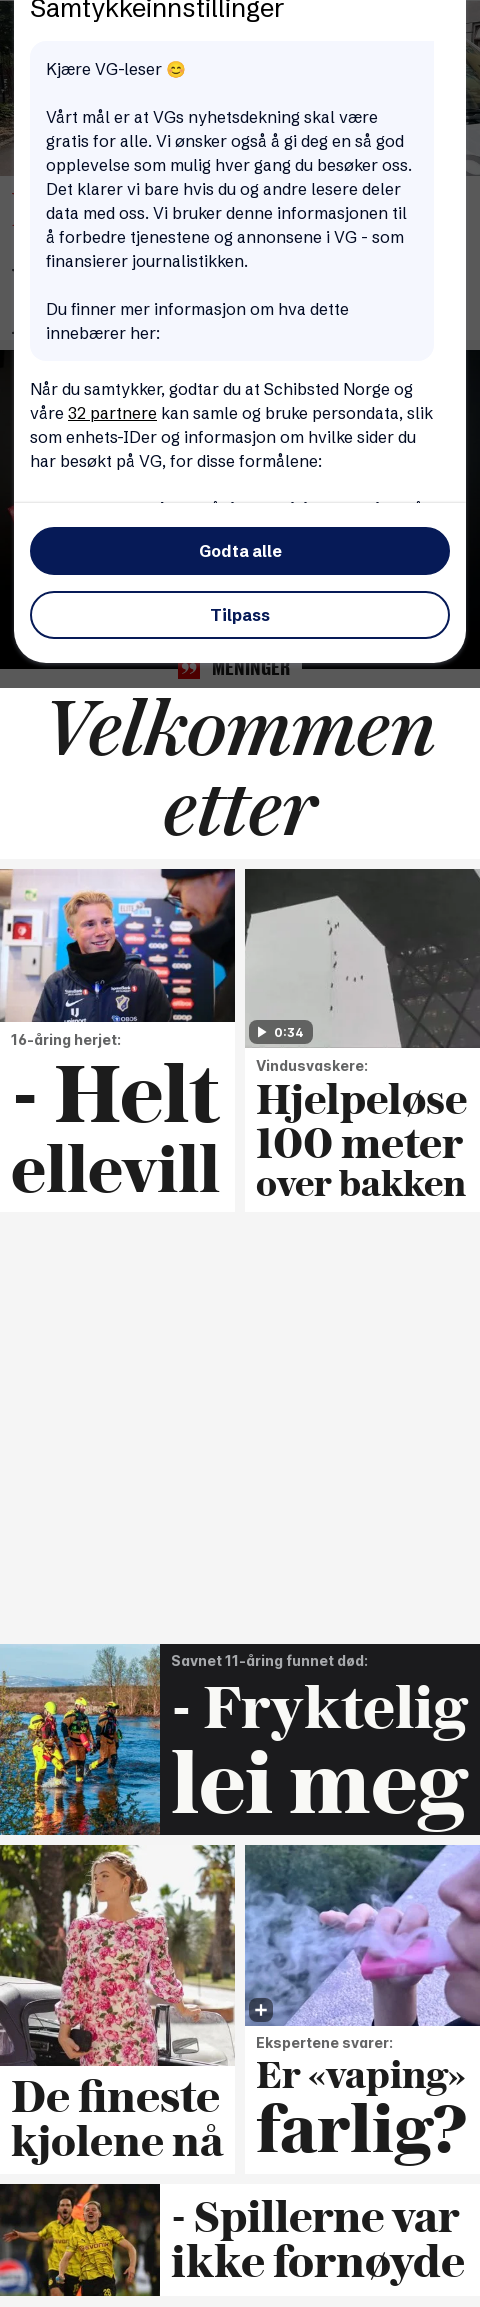 Samtykkeinnstillinger
Kjære VG-leser 😊
Vårt mål er at VGs nyhetsdekning skal være
gratis for alle. Vi ønsker også å gi deg en så god
opplevelse som mulig hver gang du besøker oss.
Det klarer vi bare hvis du og andre lesere deler
data med oss. Vi bruker denne informasjonen til
å forbedre tjenestene og annonsene i VG - som
finansierer journalistikken.
Du finner mer informasjon om hva dette
innebærer her:
Når du samtykker, godtar du at Schibsted Norge og
våre 32 partnere kan samle og bruke persondata, slik
som enhets-IDer og informasjon om hvilke sider du
har besøkt på VG, for disse formålene:
Godta alle
Tilpass
MENINGER
Velkommen
etter
16-åring herjet:
- Helt
ellevill
0:34
Vindusvaskere:
Hjelpeløse
100 meter
over bakken
Savnet 11-åring funnet død:
- Fryktelig
lei meg
De fineste
kjolene nå
Ekspertene svarer:
Er «vaping»
farlig?
- Spillerne var
ikke fornøyde